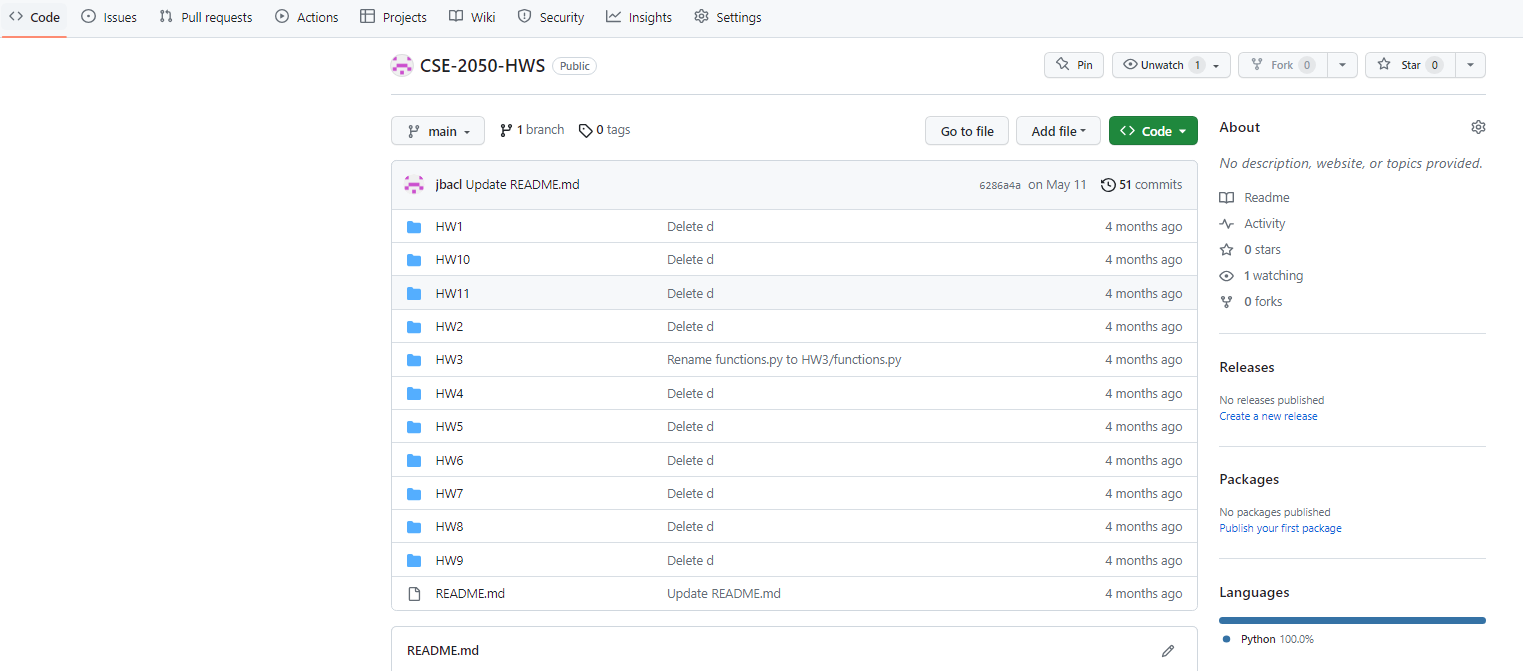 Code Issues Pull requests Actions Projects Wiki Security Insights Settings
CSE-2050-HWS Public
Pin Unwatch 1 Fork 0 Star 0
main 1 branch 0 tags Go to file Add file Code
jbacl Update README.md 6286a4a on May 11 51 commits
HW1 Delete d 4 months ago
HW10 Delete d 4 months ago
HW11 Delete d 4 months ago
HW2 Delete d 4 months ago
HW3 Rename functions.py to HW3/functions.py 4 months ago
HW4 Delete d 4 months ago
HW5 Delete d 4 months ago
HW6 Delete d 4 months ago
HW7 Delete d 4 months ago
HW8 Delete d 4 months ago
HW9 Delete d 4 months ago
README.md Update README.md 4 months ago
README.md
About
No description, website, or topics provided.
Readme
Activity
0 stars
1 watching
0 forks
Releases
No releases published
Create a new release
Packages
No packages published
Publish your first package
Languages
Python 100.0%